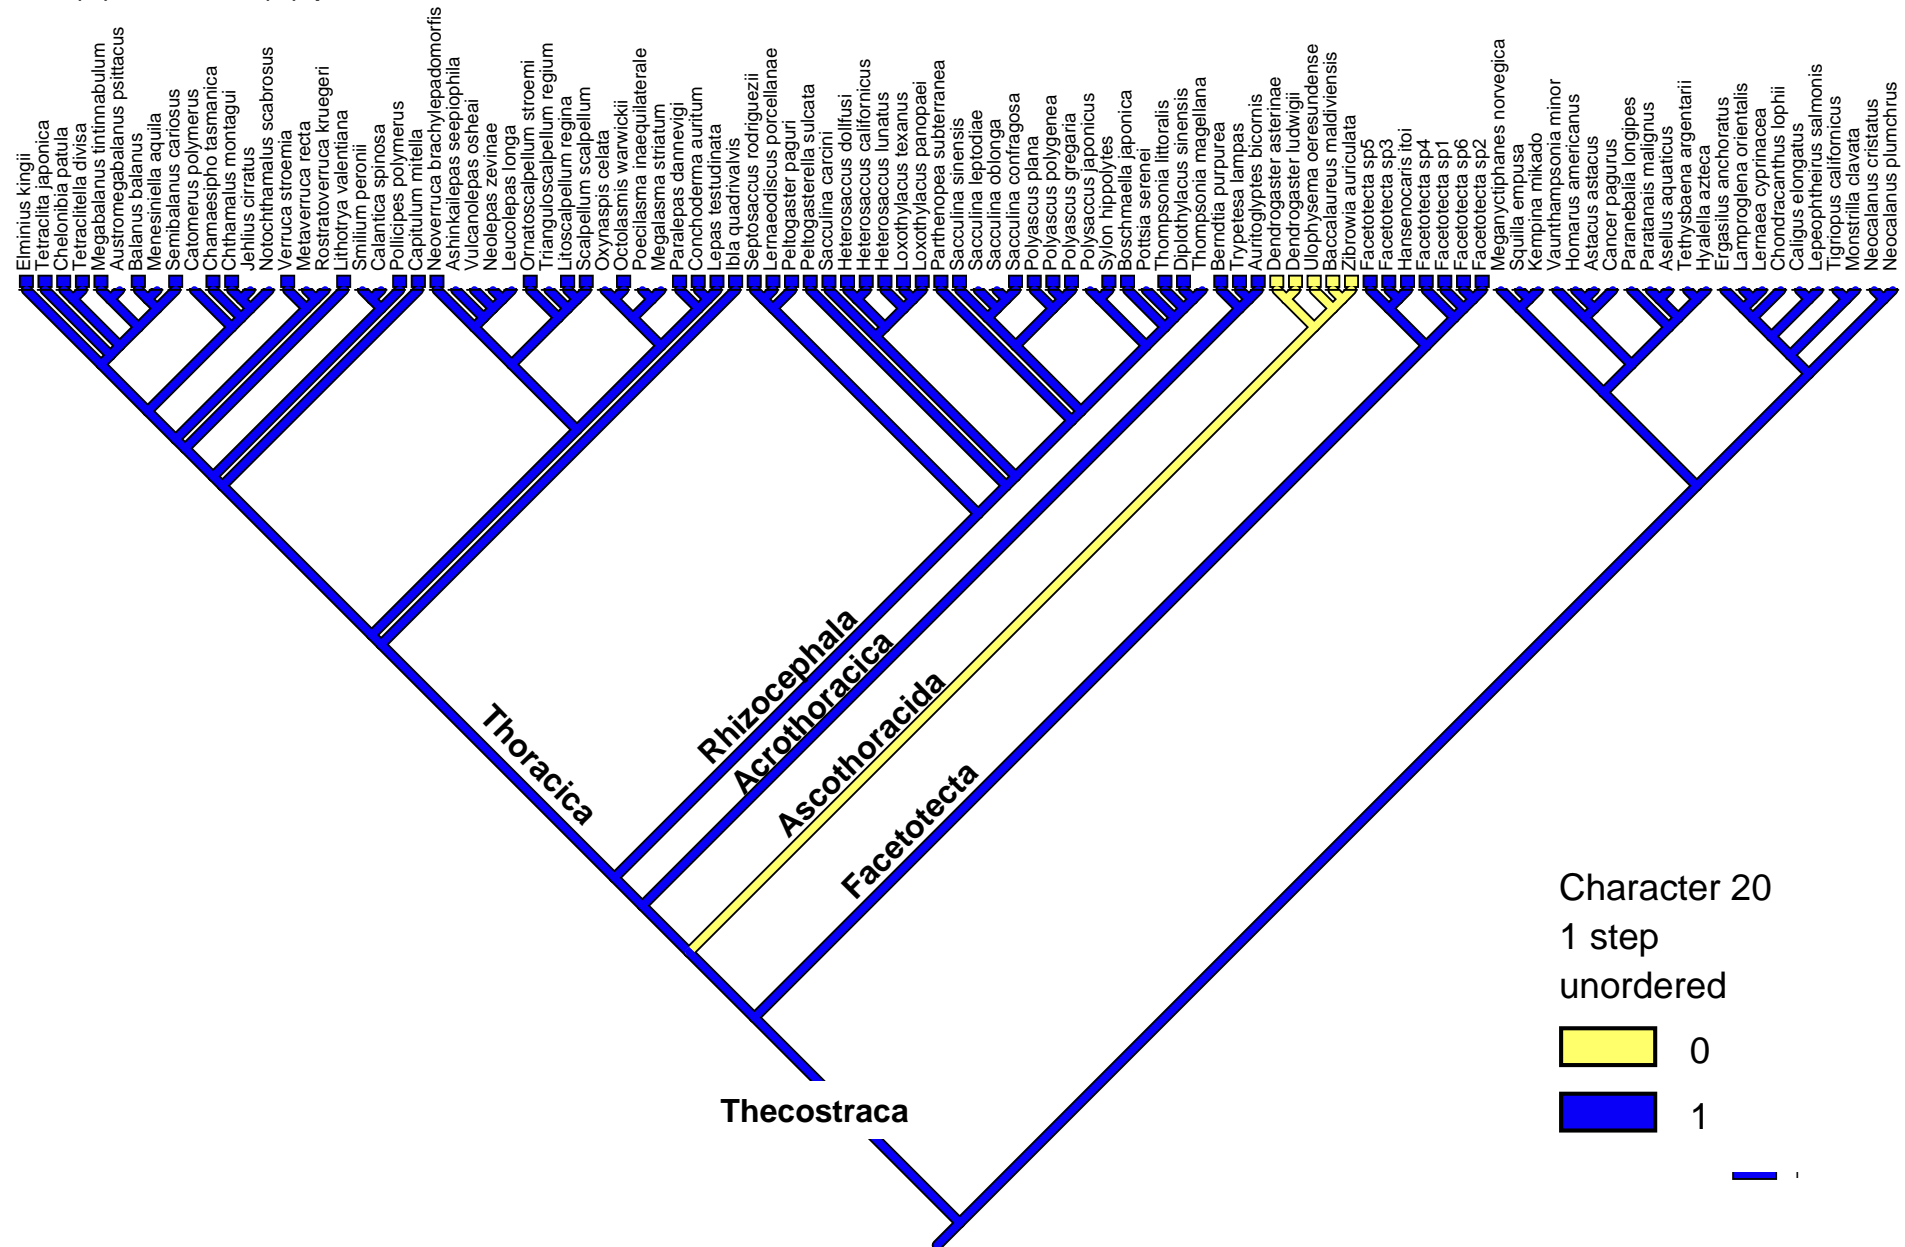 Elminius kingii
Tetraclita japonica
Chelonibia patula
Tetraclitella divisa
Megabalanus tintinnabulum
Austromegabalanus psittacus
Balanus balanus
Menesiniella aquila
Semibalanus cariosus
Catomerus polymerus
Chamaesipho tasmanica
Chthamalus montagui
Jehlius cirratus
Notochthamalus scabrosus
Verruca stroemia
Metaverruca recta
Rostratoverruca kruegeri
Lithotrya valentiana
Smilium peronii
Calantica spinosa
Pollicipes polymerus
Capitulum mitella
Neoverruca brachylepadomorfis
Ashinkailepas seepiophila
Vulcanolepas osheai
Neolepas zevinae
Leucolepas longa
Ornatoscalpellum stroemi
Trianguloscalpellum regium
Litoscalpellum regina
Scalpellum scalpellum
Oxynaspis celata
Octolasmis warwickii
Poecilasma inaequilaterale
Megalasma striatum
Paralepas dannevigi
Conchoderma auritum
Lepas testudinata
Ibla quadrivalvis
Septosaccus rodriguezii
Lernaeodiscus porcellanae
Peltogaster paguri
Peltogasterella sulcata
Sacculina carcini
Heterosaccus dollfusi
Heterosaccus californicus
Heterosaccus lunatus
Loxothylacus texanus
Loxothylacus panopaei
Parthenopea subterranea
Sacculina sinensis
Sacculina leptodiae
Sacculina oblonga
Sacculina confragosa
Polyascus plana
Polyascus polygenea
Polyascus gregaria
Polysaccus japonicus
Sylon hippolytes
Boschmaella japonica
Pottsia serenei
Thompsonia littoralis
Diplothylacus sinensis
Thomponsia magellana
Berndtia purpurea
Trypetesa lampas
Auritoglyptes bicornis
Dendrogaster asterinae
Dendrogaster ludwigii
Ulophysema oeresundense
Baccalaureus maldiviensis
Zibrowia auriculata
Facetotecta sp5
Facetotecta sp3
Hansenocaris itoi
Facetotecta sp4
Facetotecta sp1
Facetotecta sp6
Facetotecta sp2
Meganyctiphanes norvegica
Squilla empusa
Kempina mikado
Vaunthampsonia minor
Homarus americanus
Astacus astacus
Cancer pagurus
Paranebalia longipes
Paratanais malignus
Asellus aquaticus
Tethysbaena argentarii
Hyalella azteca
Ergasilus anchoratus
Lamproglena orientalis
Lernaea cyprinacea
Chondracanthus lophii
Caligus elongatus
Lepeophtheirus salmonis
Tigriopus californicus
Monstrilla clavata
Neocalanus cristatus
Neocalanus plumchrus
Thoracica
Rhizocephala
Acrothoracica
Ascothoracida
Facetotecta
Thecostraca
Character 20
1 step
unordered
0
1